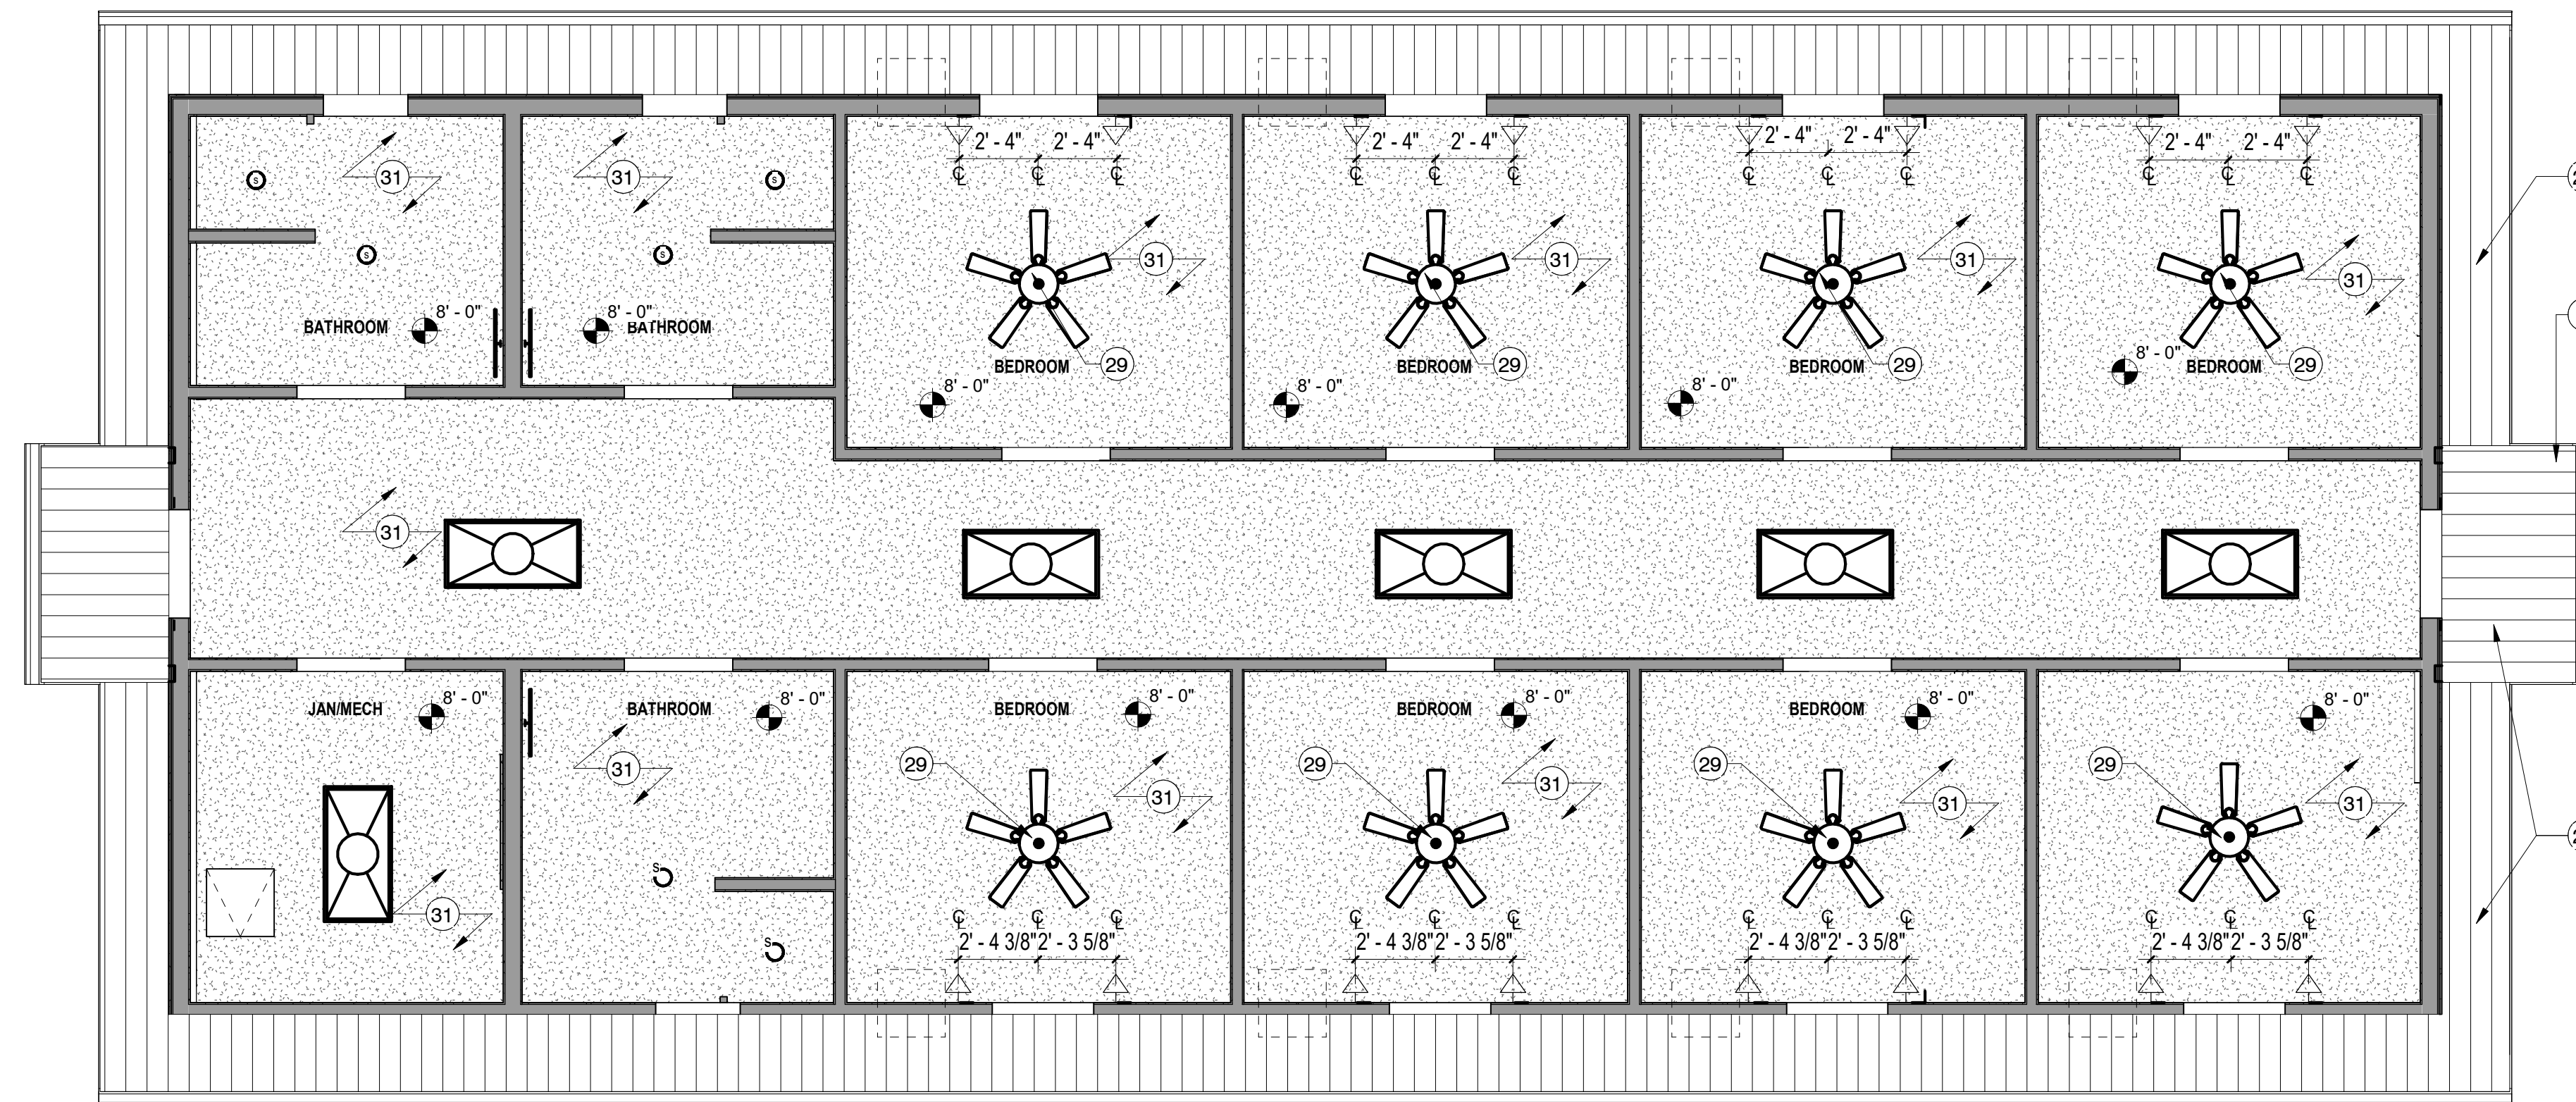 2' - 4" 2' - 4" 2' - 4" 2' - 4" 2' - 4" 2' - 4" 2' - 4" 2' - 4"
℄ ℄ ℄ ℄ ℄ ℄ ℄ ℄ ℄ ℄ ℄ ℄
S 31 31 S
S S 31 31 31 31
BATHROOM 8' - 0" 8' - 0" BATHROOM
BEDROOM 29 BEDROOM 29 BEDROOM 29 8' - 0" BEDROOM 29
8' - 0" 8' - 0" 8' - 0"
31
JAN/MECH 8' - 0" BATHROOM 8' - 0" BEDROOM 8' - 0" BEDROOM 8' - 0" BEDROOM 8' - 0" 8' - 0"
31 29 31 29 31 29 31 29 31
S
31
S
℄ ℄ ℄ ℄ ℄ ℄ ℄ ℄ ℄ ℄ ℄ ℄
2' - 4 3/8" 2' - 3 5/8" 2' - 4 3/8" 2' - 3 5/8" 2' - 4 3/8" 2' - 3 5/8" 2' - 4 3/8" 2' - 3 5/8"